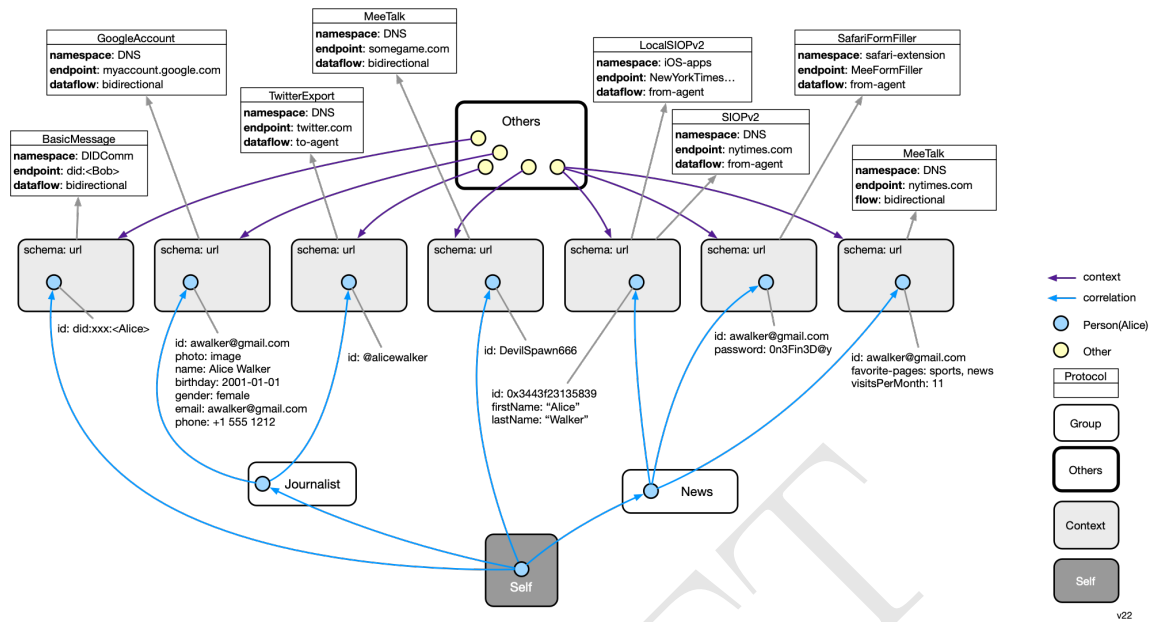 MeeTalk
namespace: DNS
endpoint: somegame.com
dataflow: bidirectional
GoogleAccount
namespace: DNS
endpoint: myaccount.google.com
dataflow: bidirectional
LocalSIOPv2
namespace: iOS-apps
endpoint: NewYorkTimes…
dataflow: from-agent
SafariFormFiller
namespace: safari-extension
endpoint: MeeFormFiller
dataflow: from-agent
TwitterExport
namespace: DNS
endpoint: twitter.com
dataflow: to-agent
Others
SIOPv2
namespace: DNS
endpoint: nytimes.com
dataflow: from-agent
BasicMessage
namespace: DIDComm
endpoint: did:<Bob>
dataflow: bidirectional
MeeTalk
namespace: DNS
endpoint: nytimes.com
flow: bidirectional
schema: url
schema: url
schema: url
schema: url
schema: url
schema: url
schema: url
id: did:xxx:<Alice>
id: awalker@gmail.com
photo: image
name: Alice Walker
birthday: 2001-01-01
gender: female
email: awalker@gmail.com
phone: +1 555 1212
id: @alicewalker
id: DevilSpawn666
id: 0x3443f23135839
firstName: “Alice”
lastName: “Walker”
id: awalker@gmail.com
password: 0n3Fin3D@y
id: awalker@gmail.com
favorite-pages: sports, news
visitsPerMonth: 11
Journalist
News
Self
context
correlation
Person(Alice)
Other
Protocol
Group
Others
Context
Self
v22